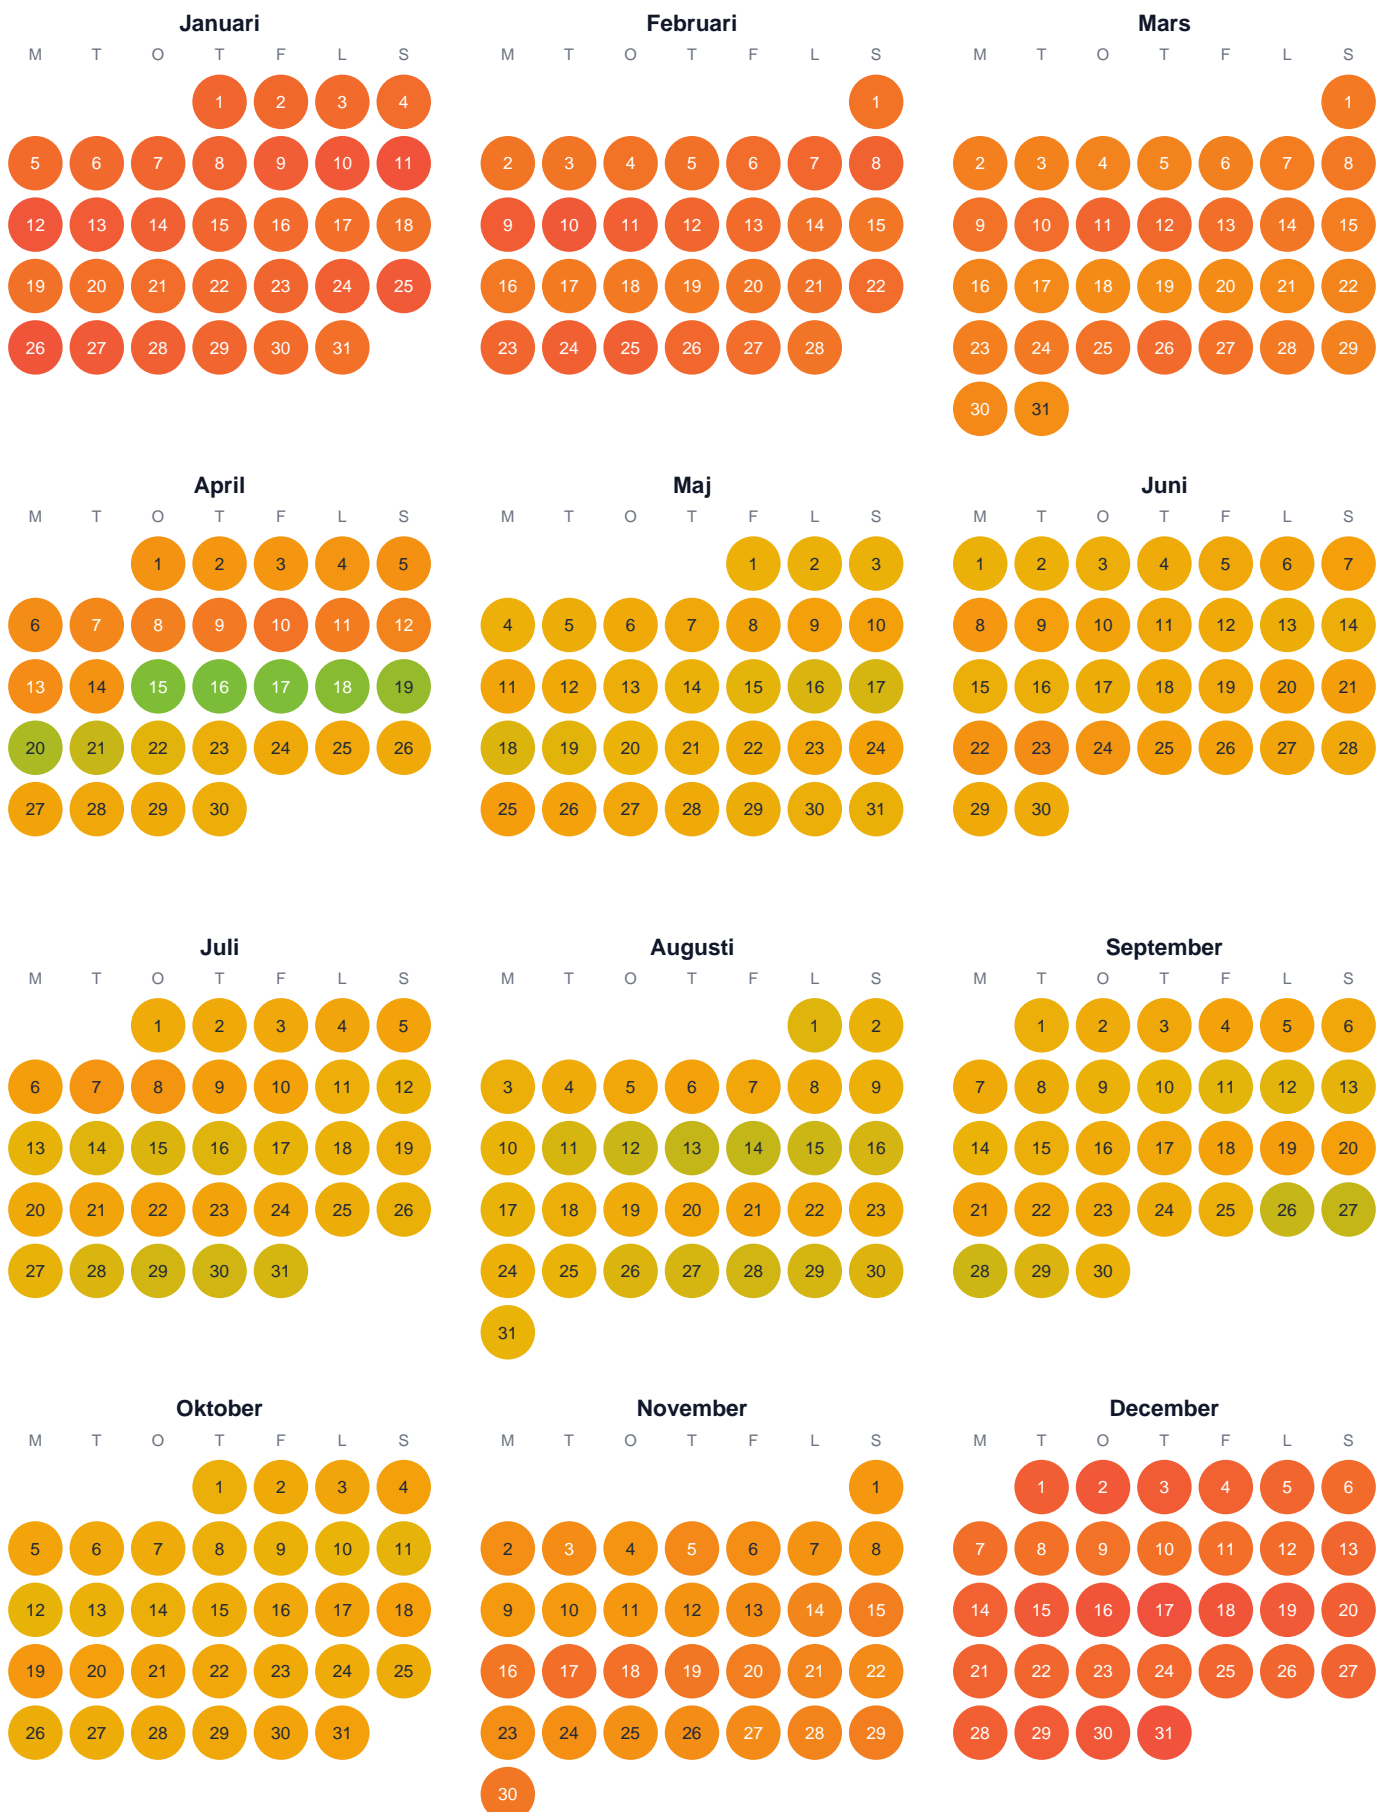 Januari Februari Mars
M T O T F L S M T O T F L S M T O T F L S
1 2 3 4 1 1
5 6 7 8 9 10 11 2 3 4 5 6 7 8 2 3 4 5 6 7 8
12 13 14 15 16 17 18 9 10 11 12 13 14 15 9 10 11 12 13 14 15
19 20 21 22 23 24 25 16 17 18 19 20 21 22 16 17 18 19 20 21 22
26 27 28 29 30 31 23 24 25 26 27 28 23 24 25 26 27 28 29
30 31
April Maj Juni
M T O T F L S M T O T F L S M T O T F L S
1 2 3 4 5 1 2 3 1 2 3 4 5 6 7
6 7 8 9 10 11 12 4 5 6 7 8 9 10 8 9 10 11 12 13 14
13 14 15 16 17 18 19 11 12 13 14 15 16 17 15 16 17 18 19 20 21
20 21 22 23 24 25 26 18 19 20 21 22 23 24 22 23 24 25 26 27 28
27 28 29 30 25 26 27 28 29 30 31 29 30
Juli Augusti September
M T O T F L S M T O T F L S M T O T F L S
1 2 3 4 5 1 2 1 2 3 4 5 6
6 7 8 9 10 11 12 3 4 5 6 7 8 9 7 8 9 10 11 12 13
13 14 15 16 17 18 19 10 11 12 13 14 15 16 14 15 16 17 18 19 20
20 21 22 23 24 25 26 17 18 19 20 21 22 23 21 22 23 24 25 26 27
27 28 29 30 31 24 25 26 27 28 29 30 28 29 30
31
Oktober November December
M T O T F L S M T O T F L S M T O T F L S
1 2 3 4 1 1 2 3 4 5 6
5 6 7 8 9 10 11 2 3 4 5 6 7 8 7 8 9 10 11 12 13
12 13 14 15 16 17 18 9 10 11 12 13 14 15 14 15 16 17 18 19 20
19 20 21 22 23 24 25 16 17 18 19 20 21 22 21 22 23 24 25 26 27
26 27 28 29 30 31 23 24 25 26 27 28 29 28 29 30 31
30